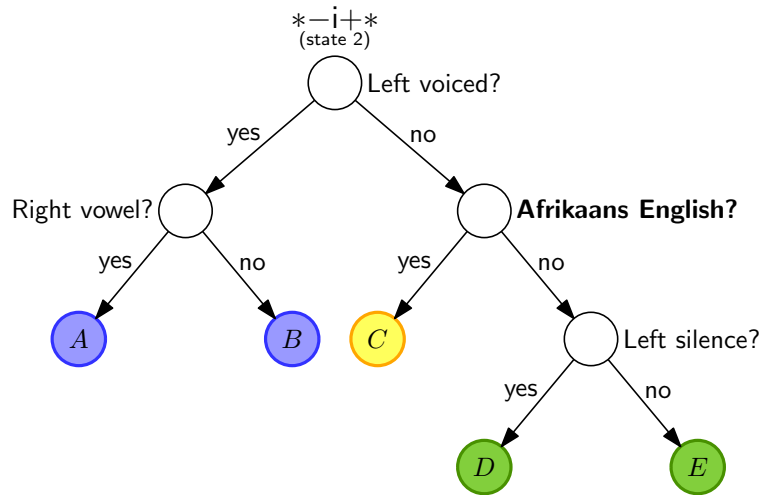 ∗−i+∗
(state 2)
Left voiced?
yes
no
Right vowel?
Afrikaans English?
yes
no
yes
no
A
B
C
Left silence?
yes
no
D
E